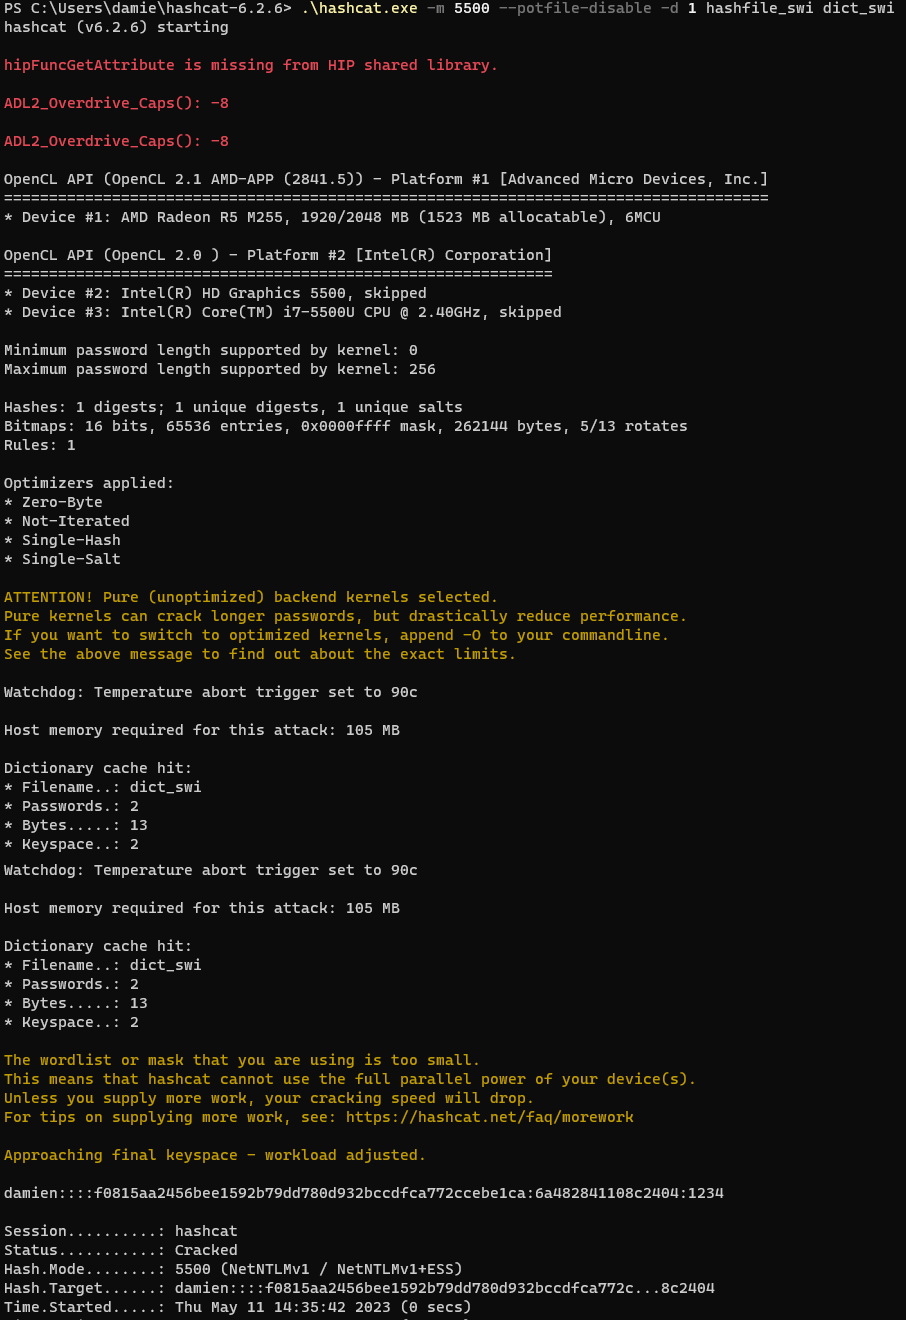 PS C:\Users\damie\hashcat-6.2.6> .\hashcat.exe -m 5500 --potfile-disable -d 1 hashfile_swi dict_swi
hashcat (v6.2.6) starting
hipFuncGetAttribute is missing from HIP shared library.
ADL2_Overdrive_Caps(): -8
ADL2_Overdrive_Caps(): -8
OpenCL API (OpenCL 2.1 AMD-APP (2841.5)) - Platform #1 [Advanced Micro Devices, Inc.]
=====================================================================================
* Device #1: AMD Radeon R5 M255, 1920/2048 MB (1523 MB allocatable), 6MCU
OpenCL API (OpenCL 2.0 ) - Platform #2 [Intel(R) Corporation]
=============================================================
* Device #2: Intel(R) HD Graphics 5500, skipped
* Device #3: Intel(R) Core(TM) i7-5500U CPU @ 2.40GHz, skipped
Minimum password length supported by kernel: 0
Maximum password length supported by kernel: 256
Hashes: 1 digests; 1 unique digests, 1 unique salts
Bitmaps: 16 bits, 65536 entries, 0x0000ffff mask, 262144 bytes, 5/13 rotates
Rules: 1
Optimizers applied:
* Zero-Byte
* Not-Iterated
* Single-Hash
* Single-Salt
ATTENTION! Pure (unoptimized) backend kernels selected.
Pure kernels can crack longer passwords, but drastically reduce performance.
If you want to switch to optimized kernels, append -O to your commandline.
See the above message to find out about the exact limits.
Watchdog: Temperature abort trigger set to 90c
Host memory required for this attack: 105 MB
Dictionary cache hit:
* Filename..: dict_swi
* Passwords.: 2
* Bytes.....: 13
* Keyspace..: 2
Watchdog: Temperature abort trigger set to 90c
Host memory required for this attack: 105 MB
Dictionary cache hit:
* Filename..: dict_swi
* Passwords.: 2
* Bytes.....: 13
* Keyspace..: 2
The wordlist or mask that you are using is too small.
This means that hashcat cannot use the full parallel power of your device(s).
Unless you supply more work, your cracking speed will drop.
For tips on supplying more work, see: https://hashcat.net/faq/morework
Approaching final keyspace - workload adjusted.
damien::::f0815aa2456bee1592b79dd780d932bccdfca772ccebe1ca:6a482841108c2404:1234
Session..........: hashcat
Status...........: Cracked
Hash.Mode........: 5500 (NetNTLMv1 / NetNTLMv1+ESS)
Hash.Target......: damien::::f0815aa2456bee1592b79dd780d932bccdfca772c...8c2404
Time.Started.....: Thu May 11 14:35:42 2023 (0 secs)